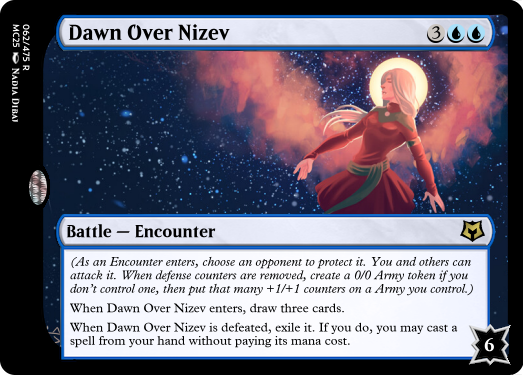 Dawn Over Nizev
3
Battle — Encounter
(As an Encounter enters, choose an opponent to protect it. You and others can
attack it. When defense counters are removed, create a 0/0 Army token if you
don't control one, then put that many +1/+1 counters on a Army you control.)
When Dawn Over Nizev enters, draw three cards.
When Dawn Over Nizev is defeated, exile it. If you do, you may cast a
spell from your hand without paying its mana cost.
6
062/475 R
MC25 Nadia Dibaj